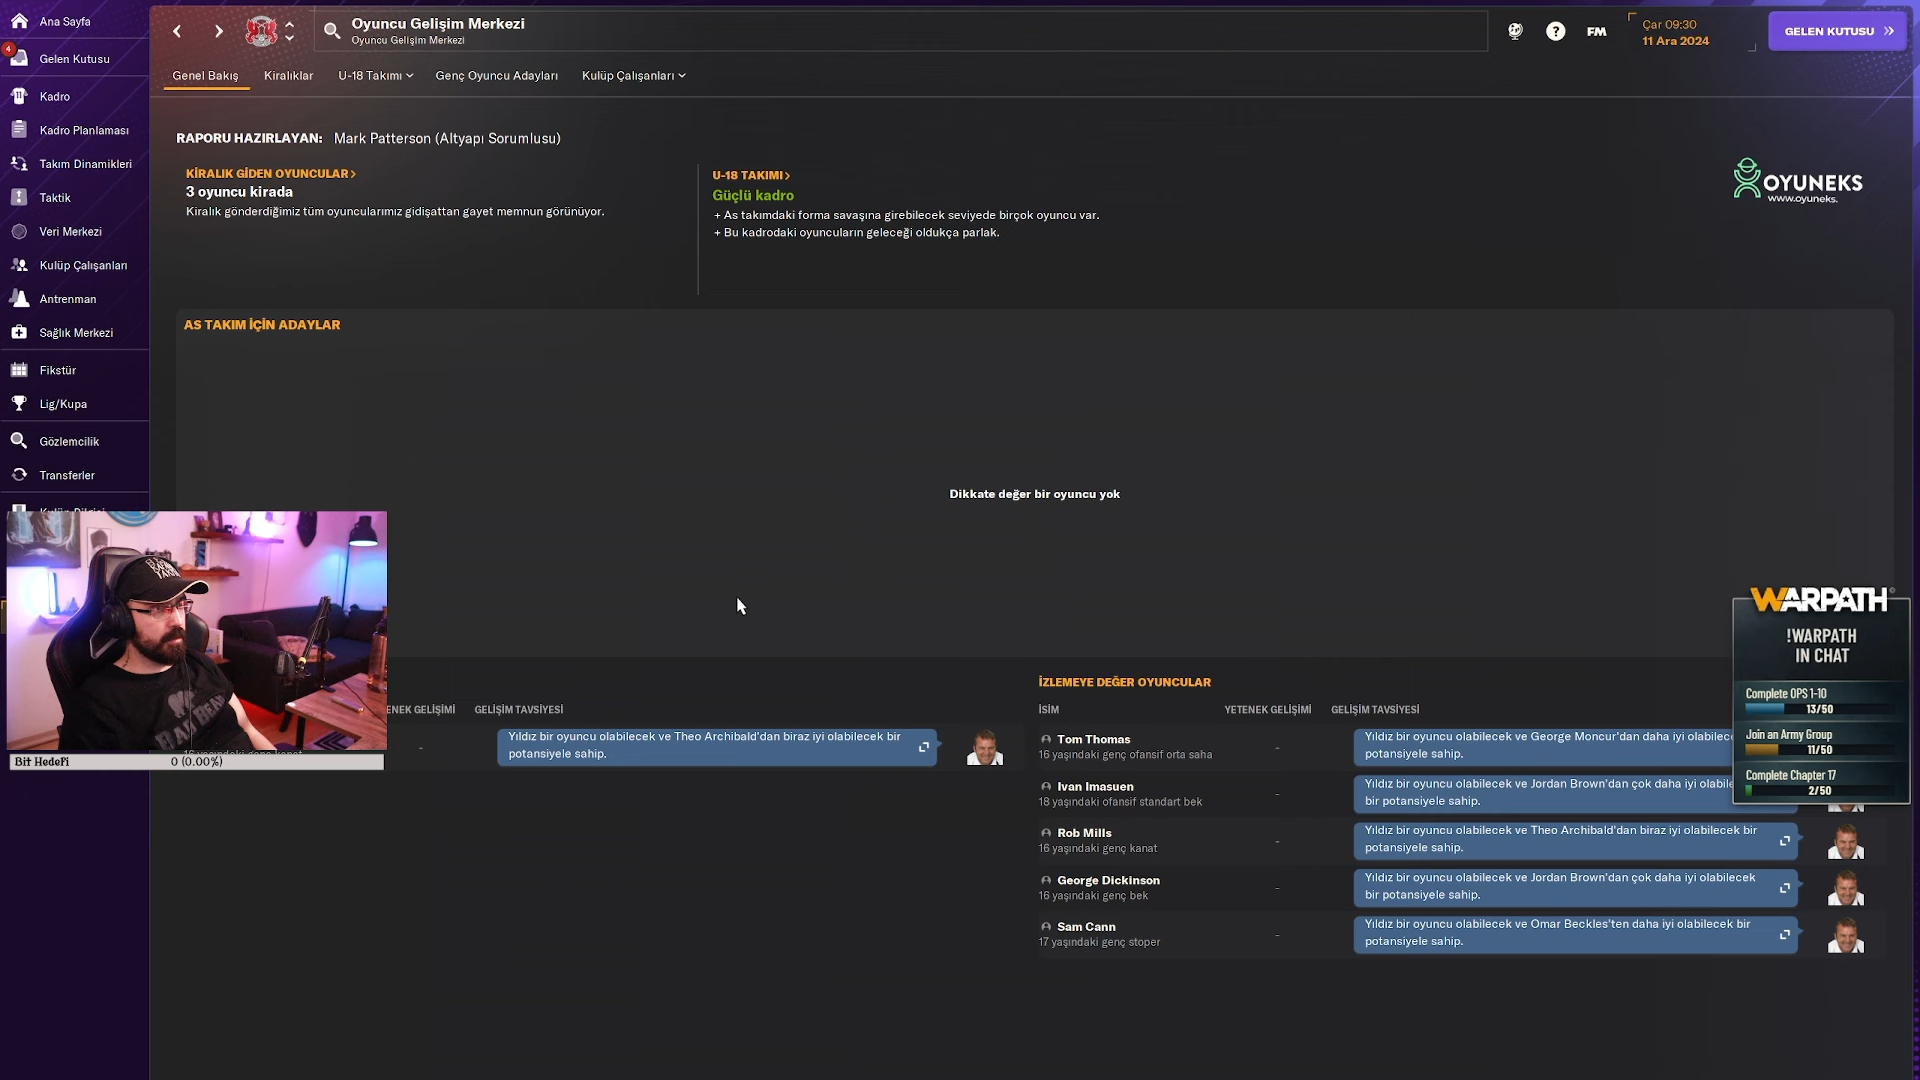 Ana Sayfa
4
Gelen Kutusu
Kadro
Kadro Planlaması
Takım Dinamikleri
Taktik
Veri Merkezi
Kulüp Çalışanları
Antrenman
Sağlık Merkezi
Fikstür
Lig/Kupa
Gözlemcilik
Transferler
Oyuncu Gelişim Merkezi
Oyuncu Gelişim Merkezi
FM
Çar 09:30
11 Ara 2024
GELEN KUTUSU
Genel Bakış Kiralıklar U-18 Takımı Genç Oyuncu Adayları Kulüp Çalışanları
RAPORU HAZIRLAYAN: Mark Patterson (Altyapı Sorumlusu)
KİRALIK GİDEN OYUNCULAR>
3 oyuncu kirada
Kiralık gönderdiğimiz tüm oyuncularımız gidişattan gayet memnun görünüyor.
U-18 TAKIMI>
Güçlü kadro
+ As takımdaki forma savaşına girebilecek seviyede birçok oyuncu var.
+ Bu kadrodaki oyuncuların geleceği oldukça parlak.
OYUNEKS
www.oyuneks.
AS TAKIM İÇİN ADAYLAR
Dikkate değer bir oyuncu yok
ENEK GELİŞİMİ GELİŞİM TAVSİYESİ
- Yıldız bir oyuncu olabilecek ve Theo Archibald'dan biraz iyi olabilecek bir
potansiyele sahip.
Bit Hedefi 0 (0.00%)
İZLEMEYE DEĞER OYUNCULAR
İSİM YETENEK GELİŞİMİ GELİŞİM TAVSİYESİ
Tom Thomas
16 yaşındaki genç ofansif orta saha
- Yıldız bir oyuncu olabilecek ve George Moncur'dan daha iyi olabilec
potansiyele sahip.
Ivan Imasuen
18 yaşındaki ofansif standart bek
- Yıldız bir oyuncu olabilecek ve Jordan Brown'dan çok daha iyi olabile
bir potansiyele sahip.
Rob Mills
16 yaşındaki genç kanat
- Yıldız bir oyuncu olabilecek ve Theo Archibald'dan biraz iyi olabilecek bir
potansiyele sahip.
George Dickinson
16 yaşındaki genç bek
- Yıldız bir oyuncu olabilecek ve Jordan Brown'dan çok daha iyi olabilecek
bir potansiyele sahip.
Sam Cann
17 yaşındaki genç stoper
- Yıldız bir oyuncu olabilecek ve Omar Beckles'ten daha iyi olabilecek bir
potansiyele sahip.
WARPATH
!WARPATH
IN CHAT
Complete OPS 1-10
13/50
Join an Army Group
11/50
Complete Chapter 17
2/50